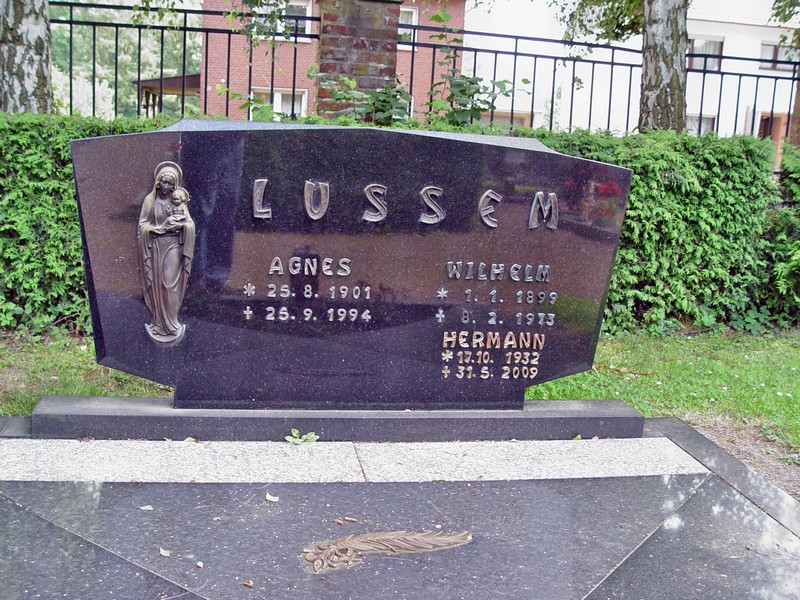 LUSSEM
AGNES
* 25. 8. 1901
✝ 25. 9. 1994
WILHELM
* 1. 1. 1899
✝ 8. 2. 1973
HERMANN
* 17.10. 1932
✝ 31.5. 2009